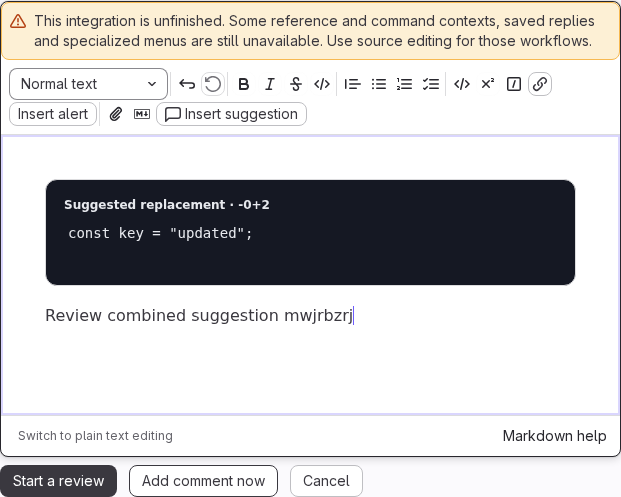 This integration is unfinished. Some reference and command contexts, saved replies
and specialized menus are still unavailable. Use source editing for those workflows.
Normal text
B I S
Insert alert
Insert suggestion
Suggested replacement · -0+2
const key = "updated";
Review combined suggestion mwjrbzrj
Switch to plain text editing
Markdown help
Start a review
Add comment now
Cancel